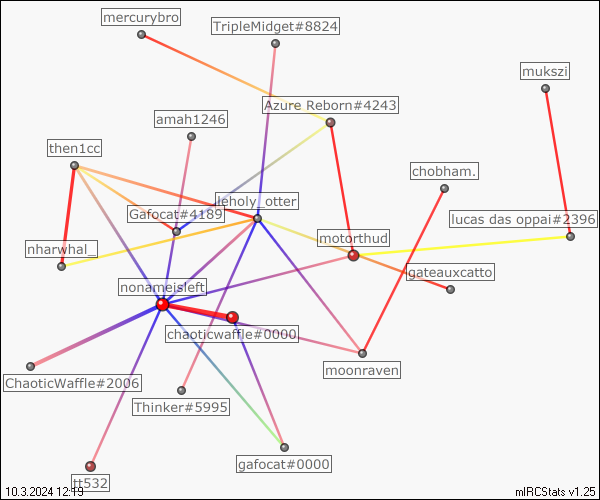 mercurybro
TripleMidget#8824
mukszi
Azure Reborn#4243
amah1246
then1cc
chobham.
leholy_otter
Gafocat#4189
lucas das oppai#2396
motorthud
nharwhal_
gateauxcatto
nonameisleft
chaoticwaffle#0000
moonraven
ChaoticWaffle#2006
Thinker#5995
gafocat#0000
tt532
10.3.2024 12:19
mIRCStats v1.25